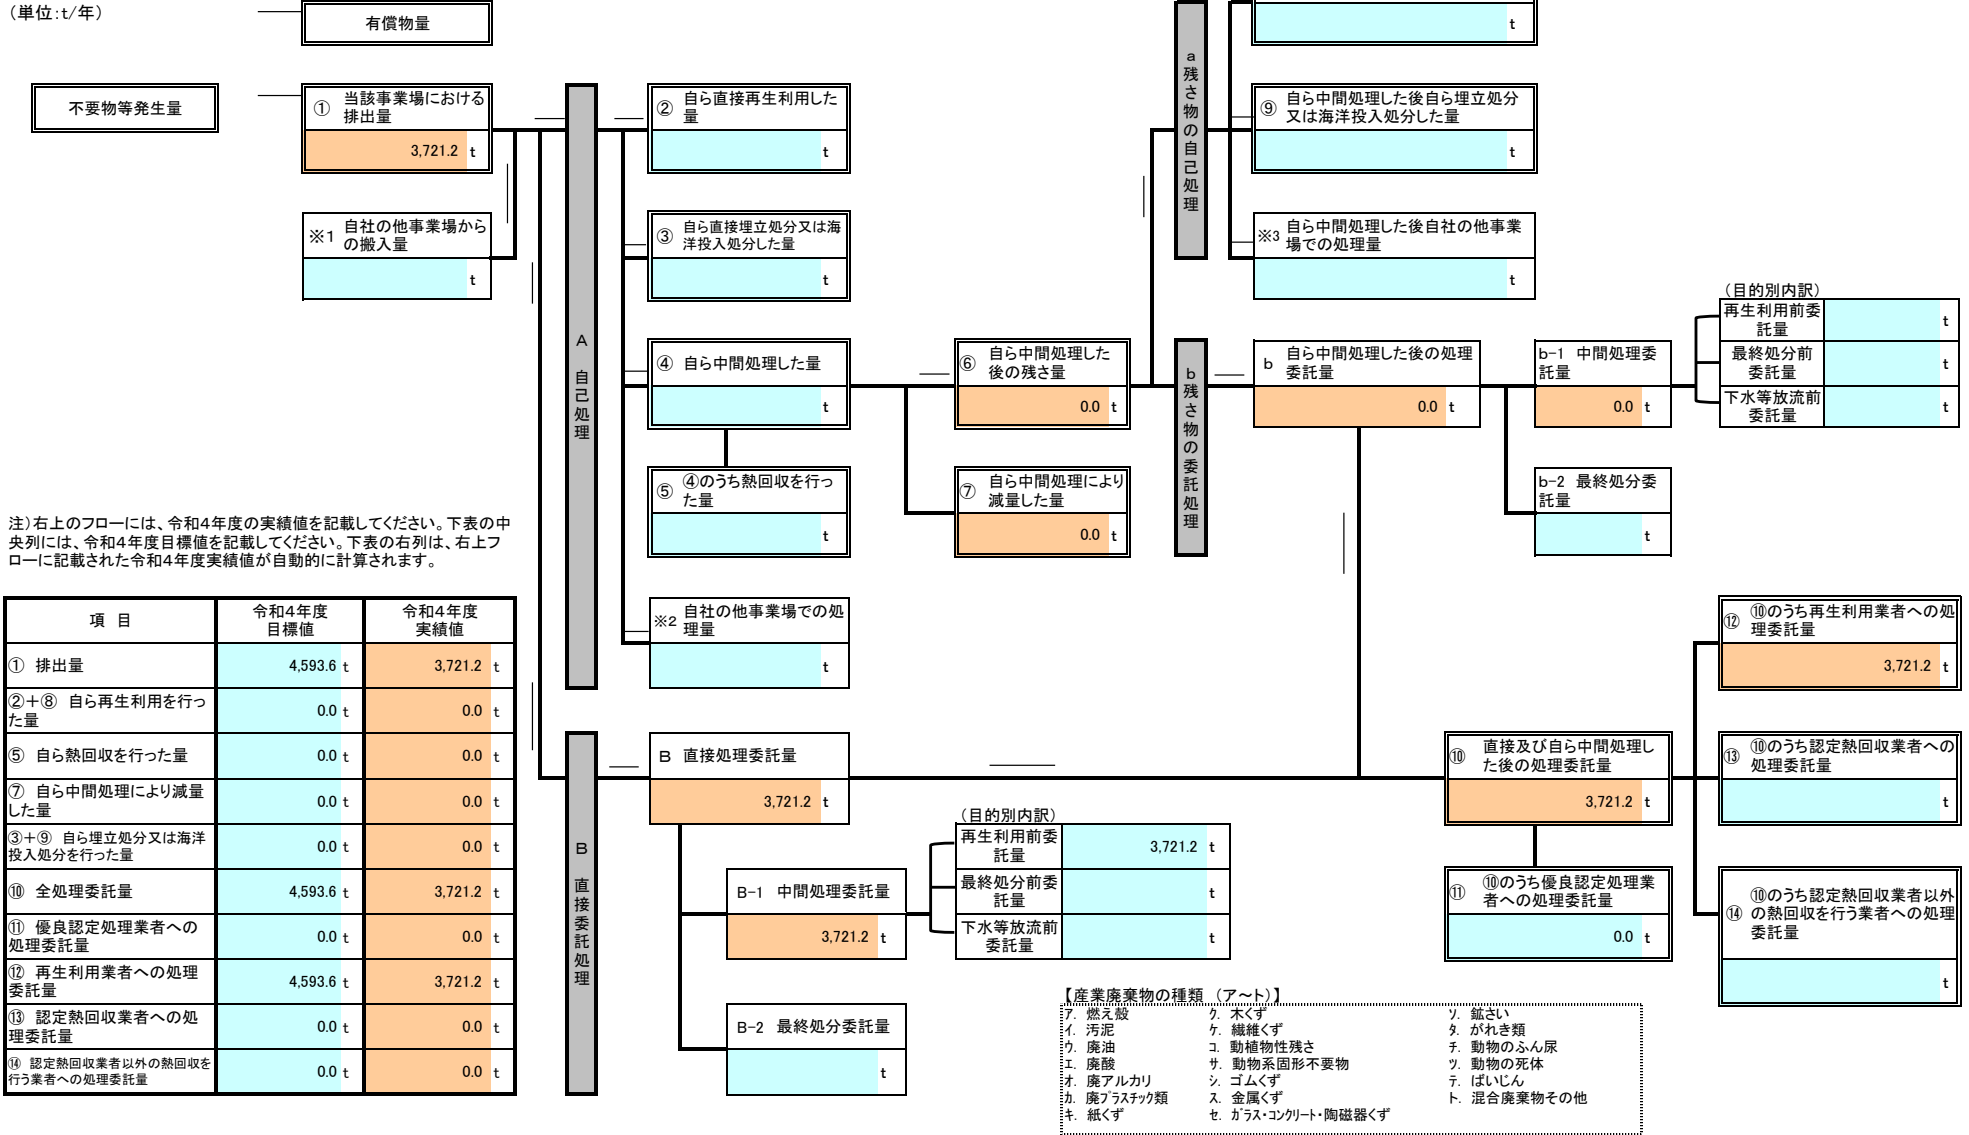 （単位：t/年）
有償物量
t
不要物等発生量
① 当該事業場における
排出量
3,721.2 t
※1 自社の他事業場から
の搬入量
t
A 自己処理
② 自ら直接再生利用した
量
t
③ 自ら直接埋立処分又は海
洋投入処分した量
t
④ 自ら中間処理した量
t
⑤ ④のうち熱回収を行っ
た量
t
※2 自社の他事業場での処
理量
t
⑥ 自ら中間処理した
後の残さ量
0.0 t
⑦ 自ら中間処理により
減量した量
0.0 t
a 残さ物の自己処理
⑨ 自ら中間処理した後自ら埋立処分
又は海洋投入処分した量
t
※3 自ら中間処理した後自社の他事業
場での処理量
t
b 残さ物の委託処理
b 自ら中間処理した後の処理
委託量
0.0 t
b-1 中間処理委
託量
0.0 t
b-2 最終処分委
託量
t
（目的別内訳）
再生利用前委
託量
t
最終処分前
委託量
t
下水等放流前
委託量
t
注）右上のフローには、令和4年度の実績値を記載してください。下表の中
央列には、令和4年度目標値を記載してください。下表の右列は、右上フ
ローに記載された令和4年度実績値が自動的に計算されます。
項 目
令和4年度
目標値
令和4年度
実績値
① 排出量 4,593.6 t 3,721.2 t
②＋⑧ 自ら再生利用を行っ
た量 0.0 t 0.0 t
⑤ 自ら熱回収を行った量 0.0 t 0.0 t
⑦ 自ら中間処理により減量
した量 0.0 t 0.0 t
③＋⑨ 自ら埋立処分又は海洋
投入処分を行った量 0.0 t 0.0 t
⑩ 全処理委託量 4,593.6 t 3,721.2 t
⑪ 優良認定処理業者への
処理委託量 0.0 t 0.0 t
⑫ 再生利用業者への処理
委託量 4,593.6 t 3,721.2 t
⑬ 認定熱回収業者への処
理委託量 0.0 t 0.0 t
⑭ 認定熱回収業者以外の熱回収を
行う業者への処理委託量 0.0 t 0.0 t
B 直接委託処理
B 直接処理委託量
3,721.2 t
B-1 中間処理委託量
3,721.2 t
B-2 最終処分委託量
t
（目的別内訳）
再生利用前委
託量
3,721.2 t
最終処分前委
託量
t
下水等放流前
委託量
t
⑩ 直接及び自ら中間処理し
た後の処理委託量
3,721.2 t
⑪ ⑩のうち優良認定処理業
者への処理委託量
0.0 t
⑫ ⑩のうち再生利用業者への処
理委託量
3,721.2 t
⑬ ⑩のうち認定熱回収業者への
処理委託量
t
⑭ ⑩のうち認定熱回収業者以外
の熱回収を行う業者への処理
委託量
t
【産業廃棄物の種類 （ア～ト）】
ｱ. 燃え殻 ｸ. 木くず ｿ. 鉱さい
ｲ. 汚泥 ｹ. 繊維くず ﾀ. がれき類
ｳ. 廃油 ｺ. 動植物性残さ ﾁ. 動物のふん尿
ｴ. 廃酸 ｻ. 動物系固形不要物 ﾂ. 動物の死体
ｵ. 廃アルカリ ｼ. ゴムくず ﾃ. ばいじん
ｶ. 廃ﾌﾟﾗｽﾁｯｸ類 ｽ. 金属くず ﾄ. 混合廃棄物その他
ｷ. 紙くず ｾ. ｶﾞﾗｽ・ｺﾝｸﾘｰﾄ・陶磁器くず